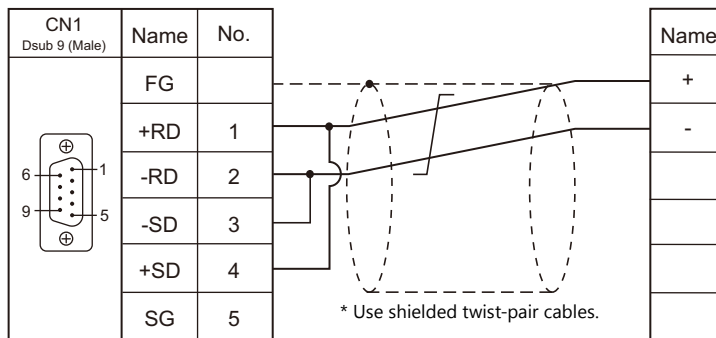 CN1
Dsub 9 (Male)
Name
No.
Name
FG
+
+RD
1
-
-RD
2
-SD
3
+SD
4
SG
5
6
1
9
5
* Use shielded twist-pair cables.